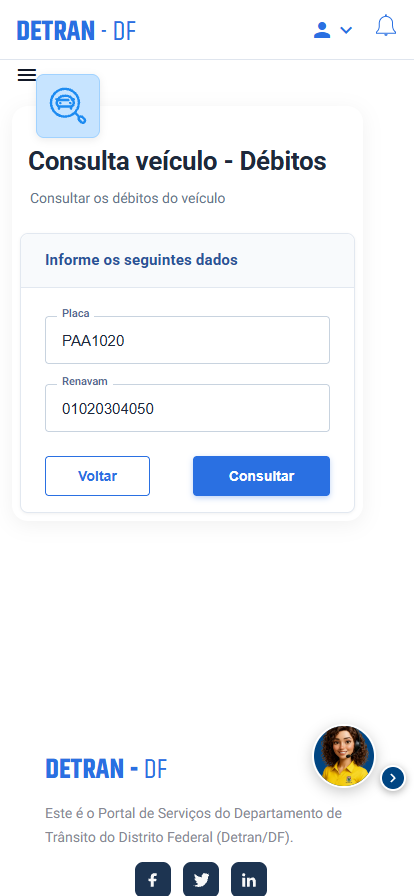 DETRAN - DF
Consulta veículo - Débitos
Consultar os débitos do veículo
Informe os seguintes dados
Placa
PAA1020
Renavam
01020304050
Voltar
Consultar
DETRAN - DF
Este é o Portal de Serviços do Departamento de
Trânsito do Distrito Federal (Detran/DF).